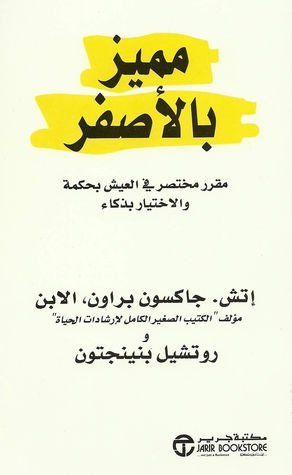 مميز
بالأصفر
مقرر مختصر في العيش بحكمة
والاختيار بذكاء
إتش. جاكسون براون، الابن
مؤلف "الكتيب الصغير الكامل لإرشادات الحياة"
و
روتشيل بنينجتون
مكتبة جرير
JARIR BOOKSTORE